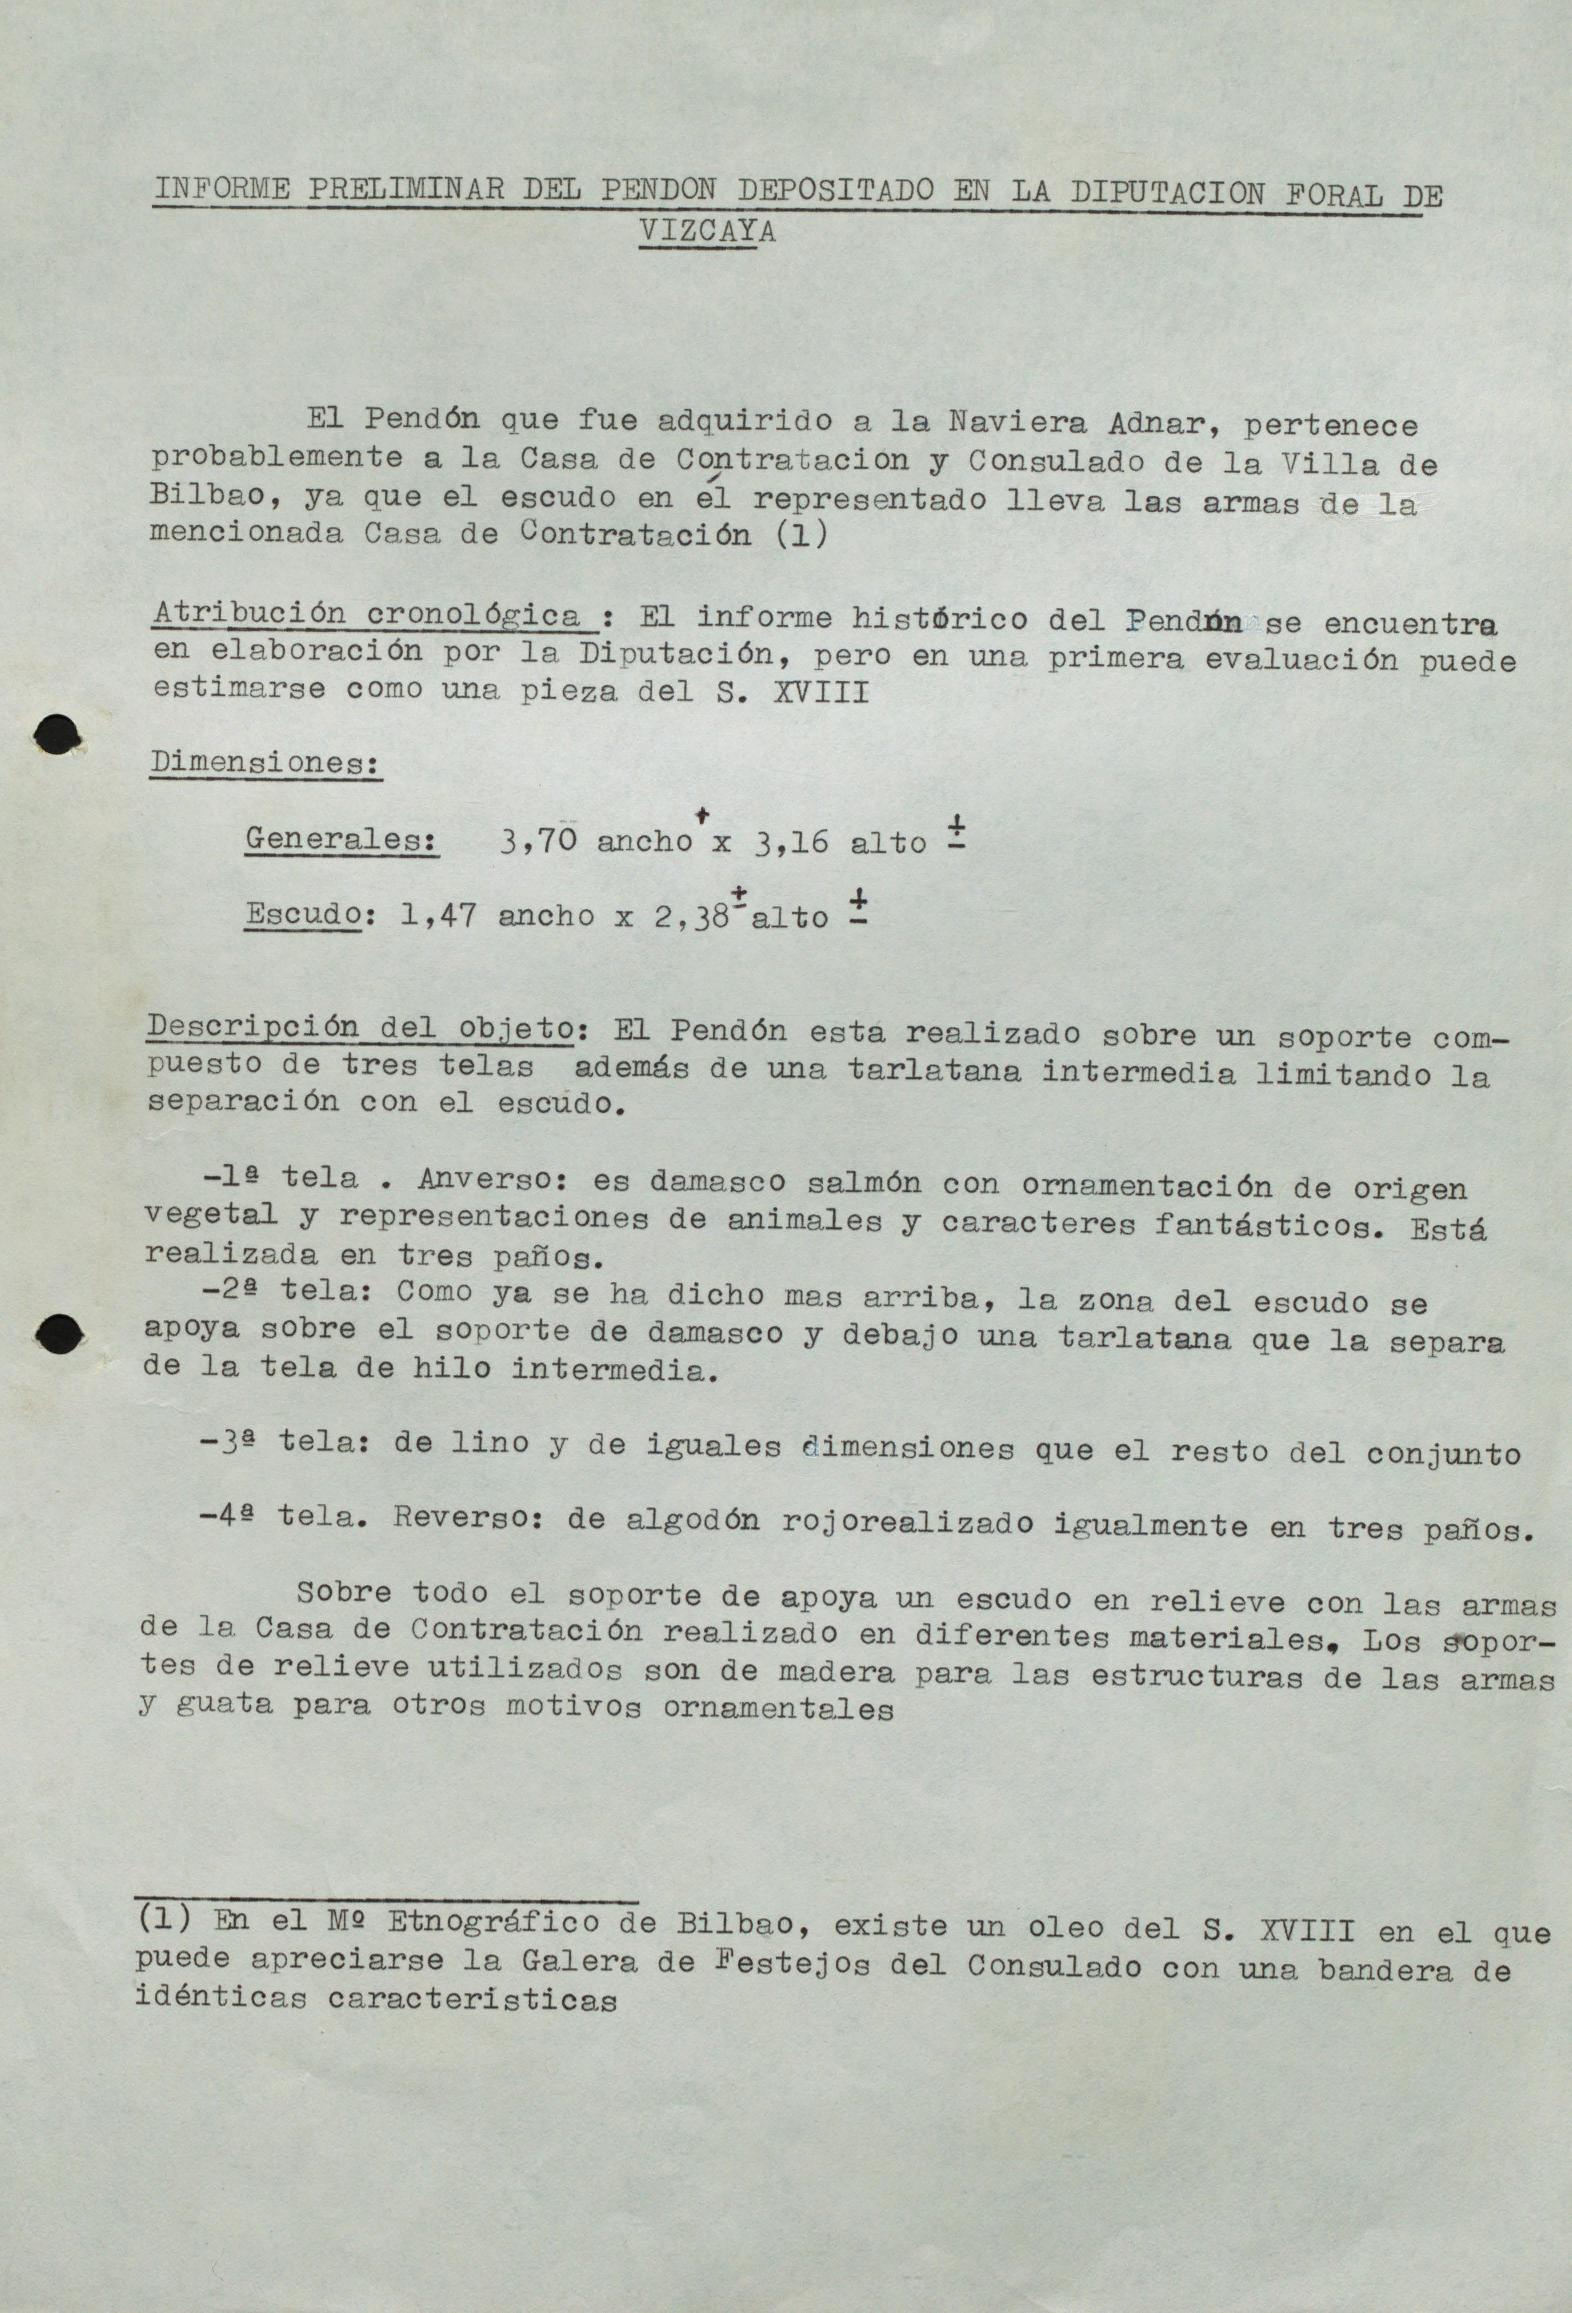 INFORME PRELIMINAR DEL PENDON DEPOSITADO EN LA DIPUTACION FORAL DE
VIZCAYA
El Pendón que fue adquirido a la Naviera Adnar, pertenece
probablemente a la Casa de Contratacion y Consulado de la Villa de
Bilbao, ya que el escudo en él representado lleva las armas de la
mencionada Casa de Contratación (1)
Atribución cronológica : El informe histórico del Pendón se encuentra
en elaboración por la Diputación, pero en una primera evaluación puede
estimarse como una pieza del S. XVIII
Dimensiones:
Generales: 3,70 ancho + x 3,16 alto ±
Escudo: 1,47 ancho x 2,38 ± alto ±
Descripción del objeto: El Pendón está realizado sobre un soporte com-
puesto de tres telas además de una tarlatana intermedia limitando la
separación con el escudo.
-1ª tela . Anverso: es damasco salmón con ornamentación de origen
vegetal y representaciones de animales y caracteres fantásticos. Está
realizada en tres paños.
-2ª tela: Como ya se ha dicho mas arriba, la zona del escudo se
apoya sobre el soporte de damasco y debajo una tarlatana que la separa
de la tela de hilo intermedia.
-3ª tela: de lino y de iguales dimensiones que el resto del conjunto
-4ª tela. Reverso: de algodón rojorealizado igualmente en tres paños.
Sobre todo el soporte de apoya un escudo en relieve con las armas
de la Casa de Contratación realizado en diferentes materiales. Los sopor-
tes de relieve utilizados son de madera para las estructuras de las armas
y guata para otros motivos ornamentales
(1) En el Mº Etnográfico de Bilbao, existe un oleo del S. XVIII en el que
puede apreciarse la Galera de Festejos del Consulado con una bandera de
idénticas caracteristicas